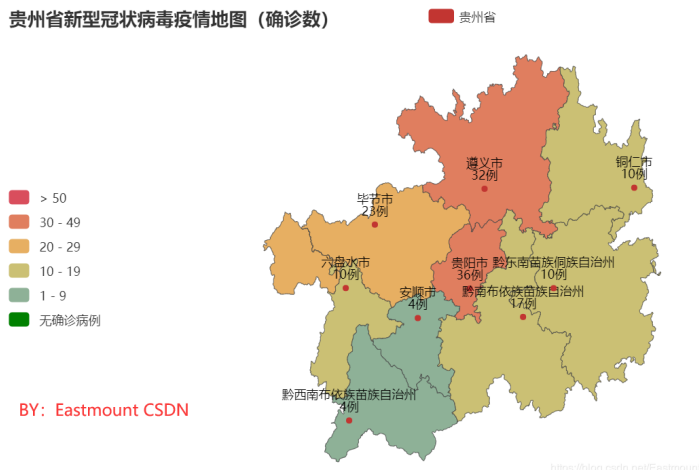 贵州省新型冠状病毒疫情地图（确诊数）
贵州省
遵义市
32例
铜仁市
10例
毕节市
23例
> 50
30 - 49
20 - 29
10 - 19
1 - 9
无确诊病例
六盘水市
10例
贵阳市
36例
黔东南苗族侗族自治州
10例
安顺市
4例
黔南布依族苗族自治州
17例
黔西南布依族苗族自治州
4例
BY：Eastmount CSDN
https://blog.csdn.net/Eastmount